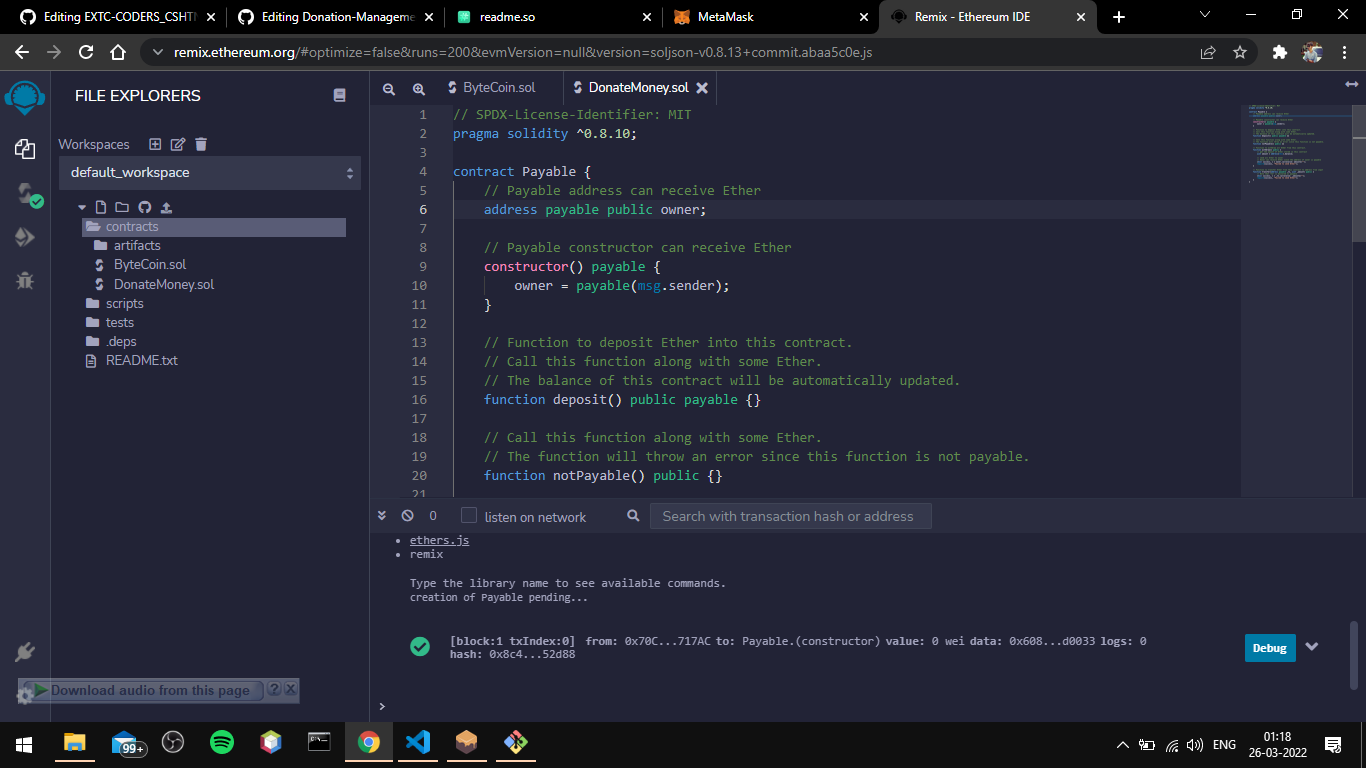 Editing EXTC-CODERS_CSHTM
Editing Donation-Manageme
readme.so
MetaMask
Remix - Ethereum IDE
remix.ethereum.org/#optimize=false&runs=200&evmVersion=null&version=soljson-v0.8.13+commit.abaa5c0e.js
FILE EXPLORERS
Workspaces
default_workspace
contracts
artifacts
ByteCoin.sol
DonateMoney.sol
scripts
tests
.deps
README.txt
ByteCoin.sol
DonateMoney.sol
1 // SPDX-License-Identifier: MIT
2 pragma solidity ^0.8.10;
3
4 contract Payable {
5 // Payable address can receive Ether
6 address payable public owner;
7
8 // Payable constructor can receive Ether
9 constructor() payable {
10 owner = payable(msg.sender);
11 }
12
13 // Function to deposit Ether into this contract.
14 // Call this function along with some Ether.
15 // The balance of this contract will be automatically updated.
16 function deposit() public payable {}
17
18 // Call this function along with some Ether.
19 // The function will throw an error since this function is not payable.
20 function notPayable() public {}
21
0
listen on network
Search with transaction hash or address
• ethers.js
• remix
Type the library name to see available commands.
creation of Payable pending...
[block:1 txIndex:0] from: 0x70C...717AC to: Payable.(constructor) value: 0 wei data: 0x608...d0033 logs: 0
hash: 0x8c4...52d88
Debug
>
Download audio from this page
? X
99+
ENG
01:18
26-03-2022